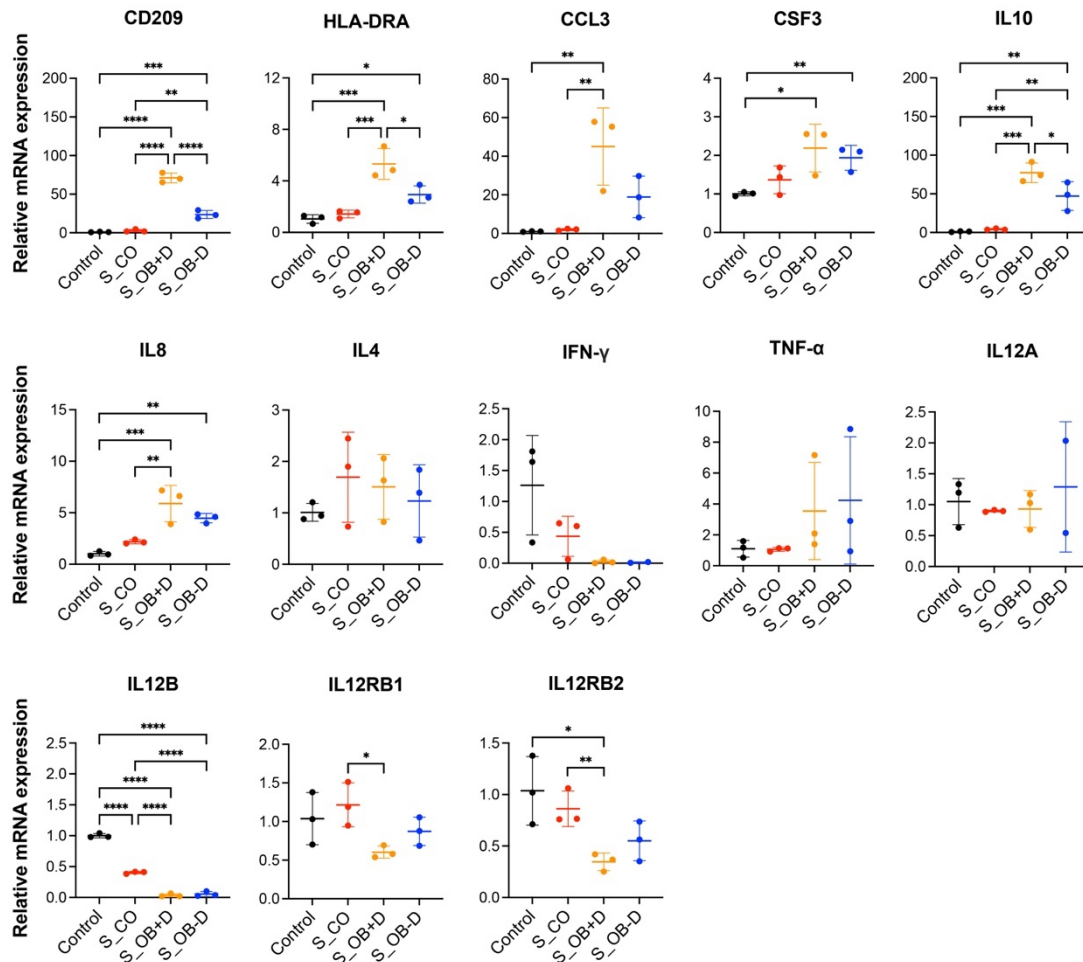 CD209
HLA-DRA
CCL3
CSF3
IL10
Relative mRNA expression
200
150
100
50
0
***
**
****
**** ****
Control
S_CO
S_OB+D
S_OB-D
12
9
6
3
0
*
***
*** *
Control
S_CO
S_OB+D
S_OB-D
80
60
40
20
0
**
**
Control
S_CO
S_OB+D
S_OB-D
4
3
2
1
0
**
*
Control
S_CO
S_OB+D
S_OB-D
200
150
100
50
0
**
**
***
*** *
Control
S_CO
S_OB+D
S_OB-D
IL8
IL4
IFN-γ
TNF-α
IL12A
Relative mRNA expression
15
10
5
0
**
***
**
Control
S_CO
S_OB+D
S_OB-D
3
2
1
0
Control
S_CO
S_OB+D
S_OB-D
2.5
2.0
1.5
1.0
0.5
0.0
Control
S_CO
S_OB+D
S_OB-D
10
8
6
4
2
0
Control
S_CO
S_OB+D
S_OB-D
2.5
2.0
1.5
1.0
0.5
0.0
Control
S_CO
S_OB+D
S_OB-D
IL12B
IL12RB1
IL12RB2
Relative mRNA expression
2.5
2.0
1.5
1.0
0.5
0.0
****
****
****
**** ****
Control
S_CO
S_OB+D
S_OB-D
2.0
1.5
1.0
0.5
0.0
*
Control
S_CO
S_OB+D
S_OB-D
1.5
1.0
0.5
0.0
*
**
Control
S_CO
S_OB+D
S_OB-D